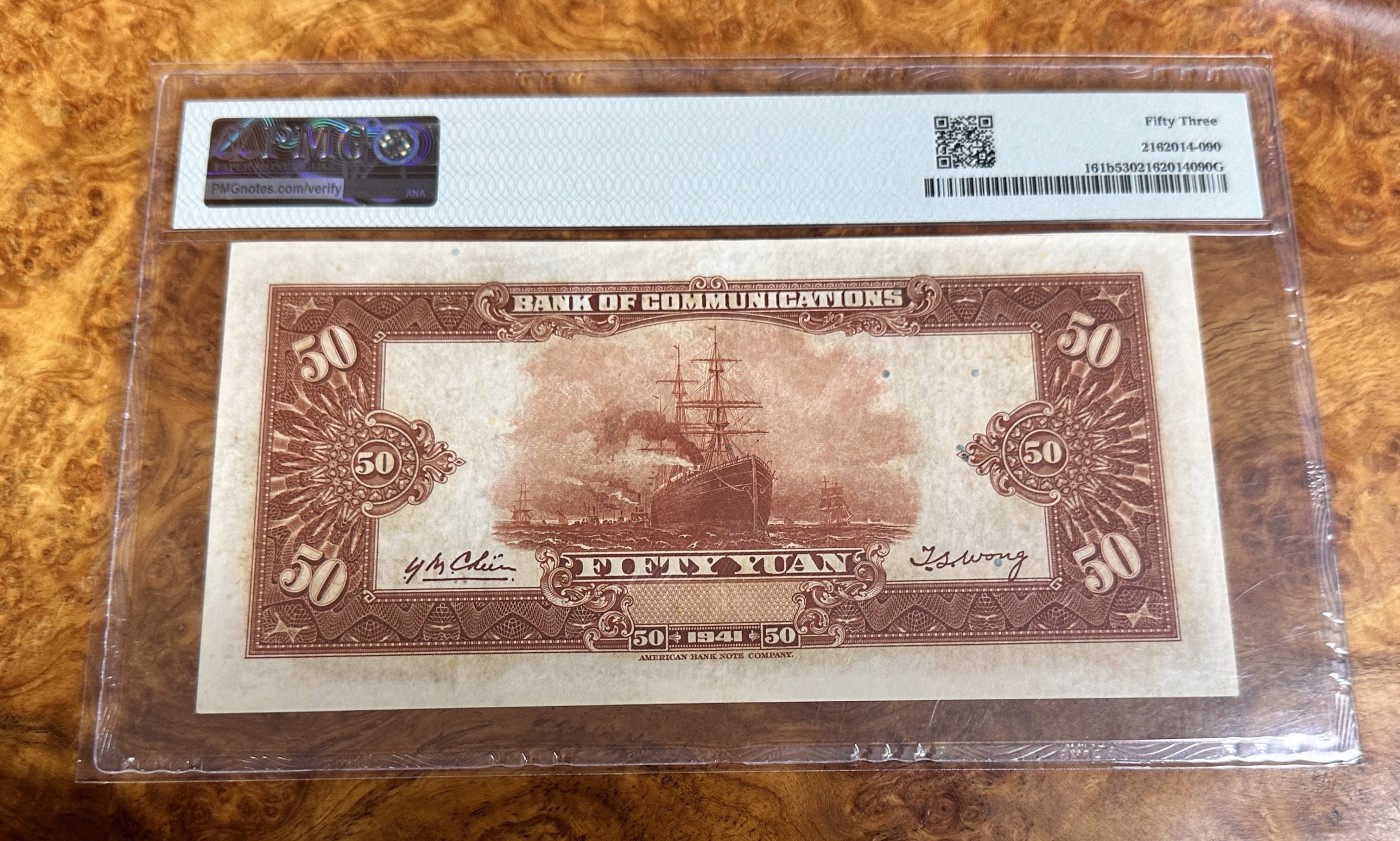 PMG
PMGnotes.com/verify
ANA
Fifty Three
2162014-090
161b5302162014090G
BANK OF COMMUNICATIONS
50
50
50
50
50
50
Y M Chien
FIFTY YUAN
T.S. Wong
50 1941 50
AMERICAN BANK NOTE COMPANY.